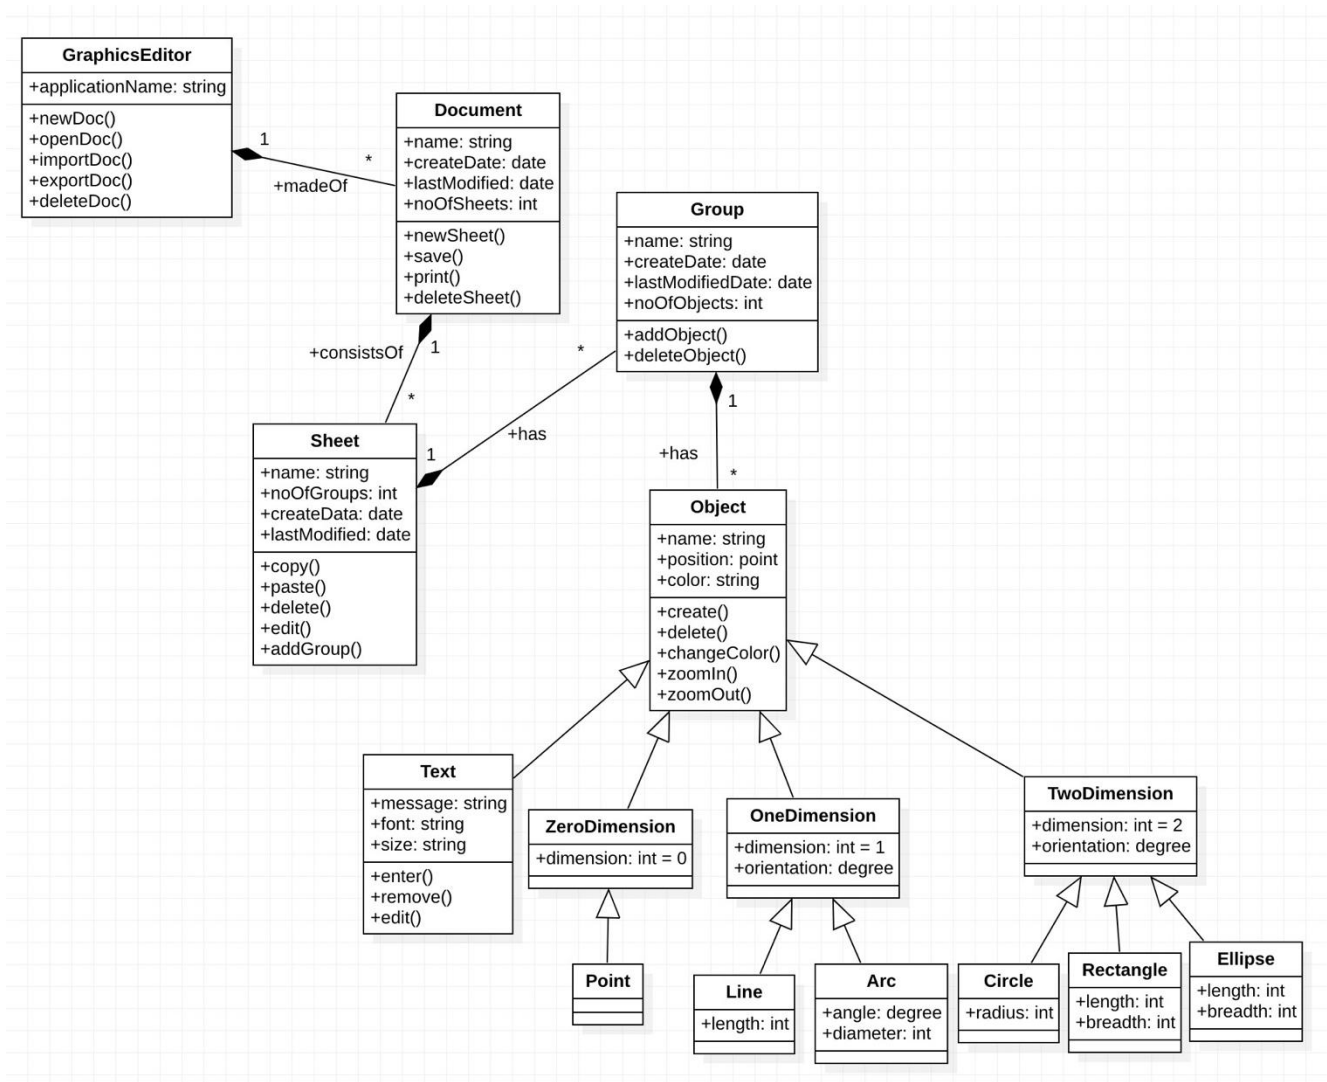 GraphicsEditor
+applicationName: string
+newDoc()
+openDoc()
+importDoc()
+exportDoc()
+deleteDoc()
1
*
+madeOf
Document
+name: string
+createDate: date
+lastModified: date
+noOfSheets: int
+newSheet()
+save()
+print()
+deleteSheet()
+consistsOf
1
*
Group
+name: string
+createDate: date
+lastModifiedDate: date
+noOfObjects: int
+addObject()
+deleteObject()
Sheet
+name: string
+noOfGroups: int
+createData: date
+lastModified: date
+copy()
+paste()
+delete()
+edit()
+addGroup()
1
*
+has
1
+has
*
Object
+name: string
+position: point
+color: string
+create()
+delete()
+changeColor()
+zoomIn()
+zoomOut()
Text
+message: string
+font: string
+size: string
+enter()
+remove()
+edit()
ZeroDimension
+dimension: int = 0
OneDimension
+dimension: int = 1
+orientation: degree
TwoDimension
+dimension: int = 2
+orientation: degree
Point
Line
+length: int
Arc
+angle: degree
+diameter: int
Circle
+radius: int
Rectangle
+length: int
+breadth: int
Ellipse
+length: int
+breadth: int